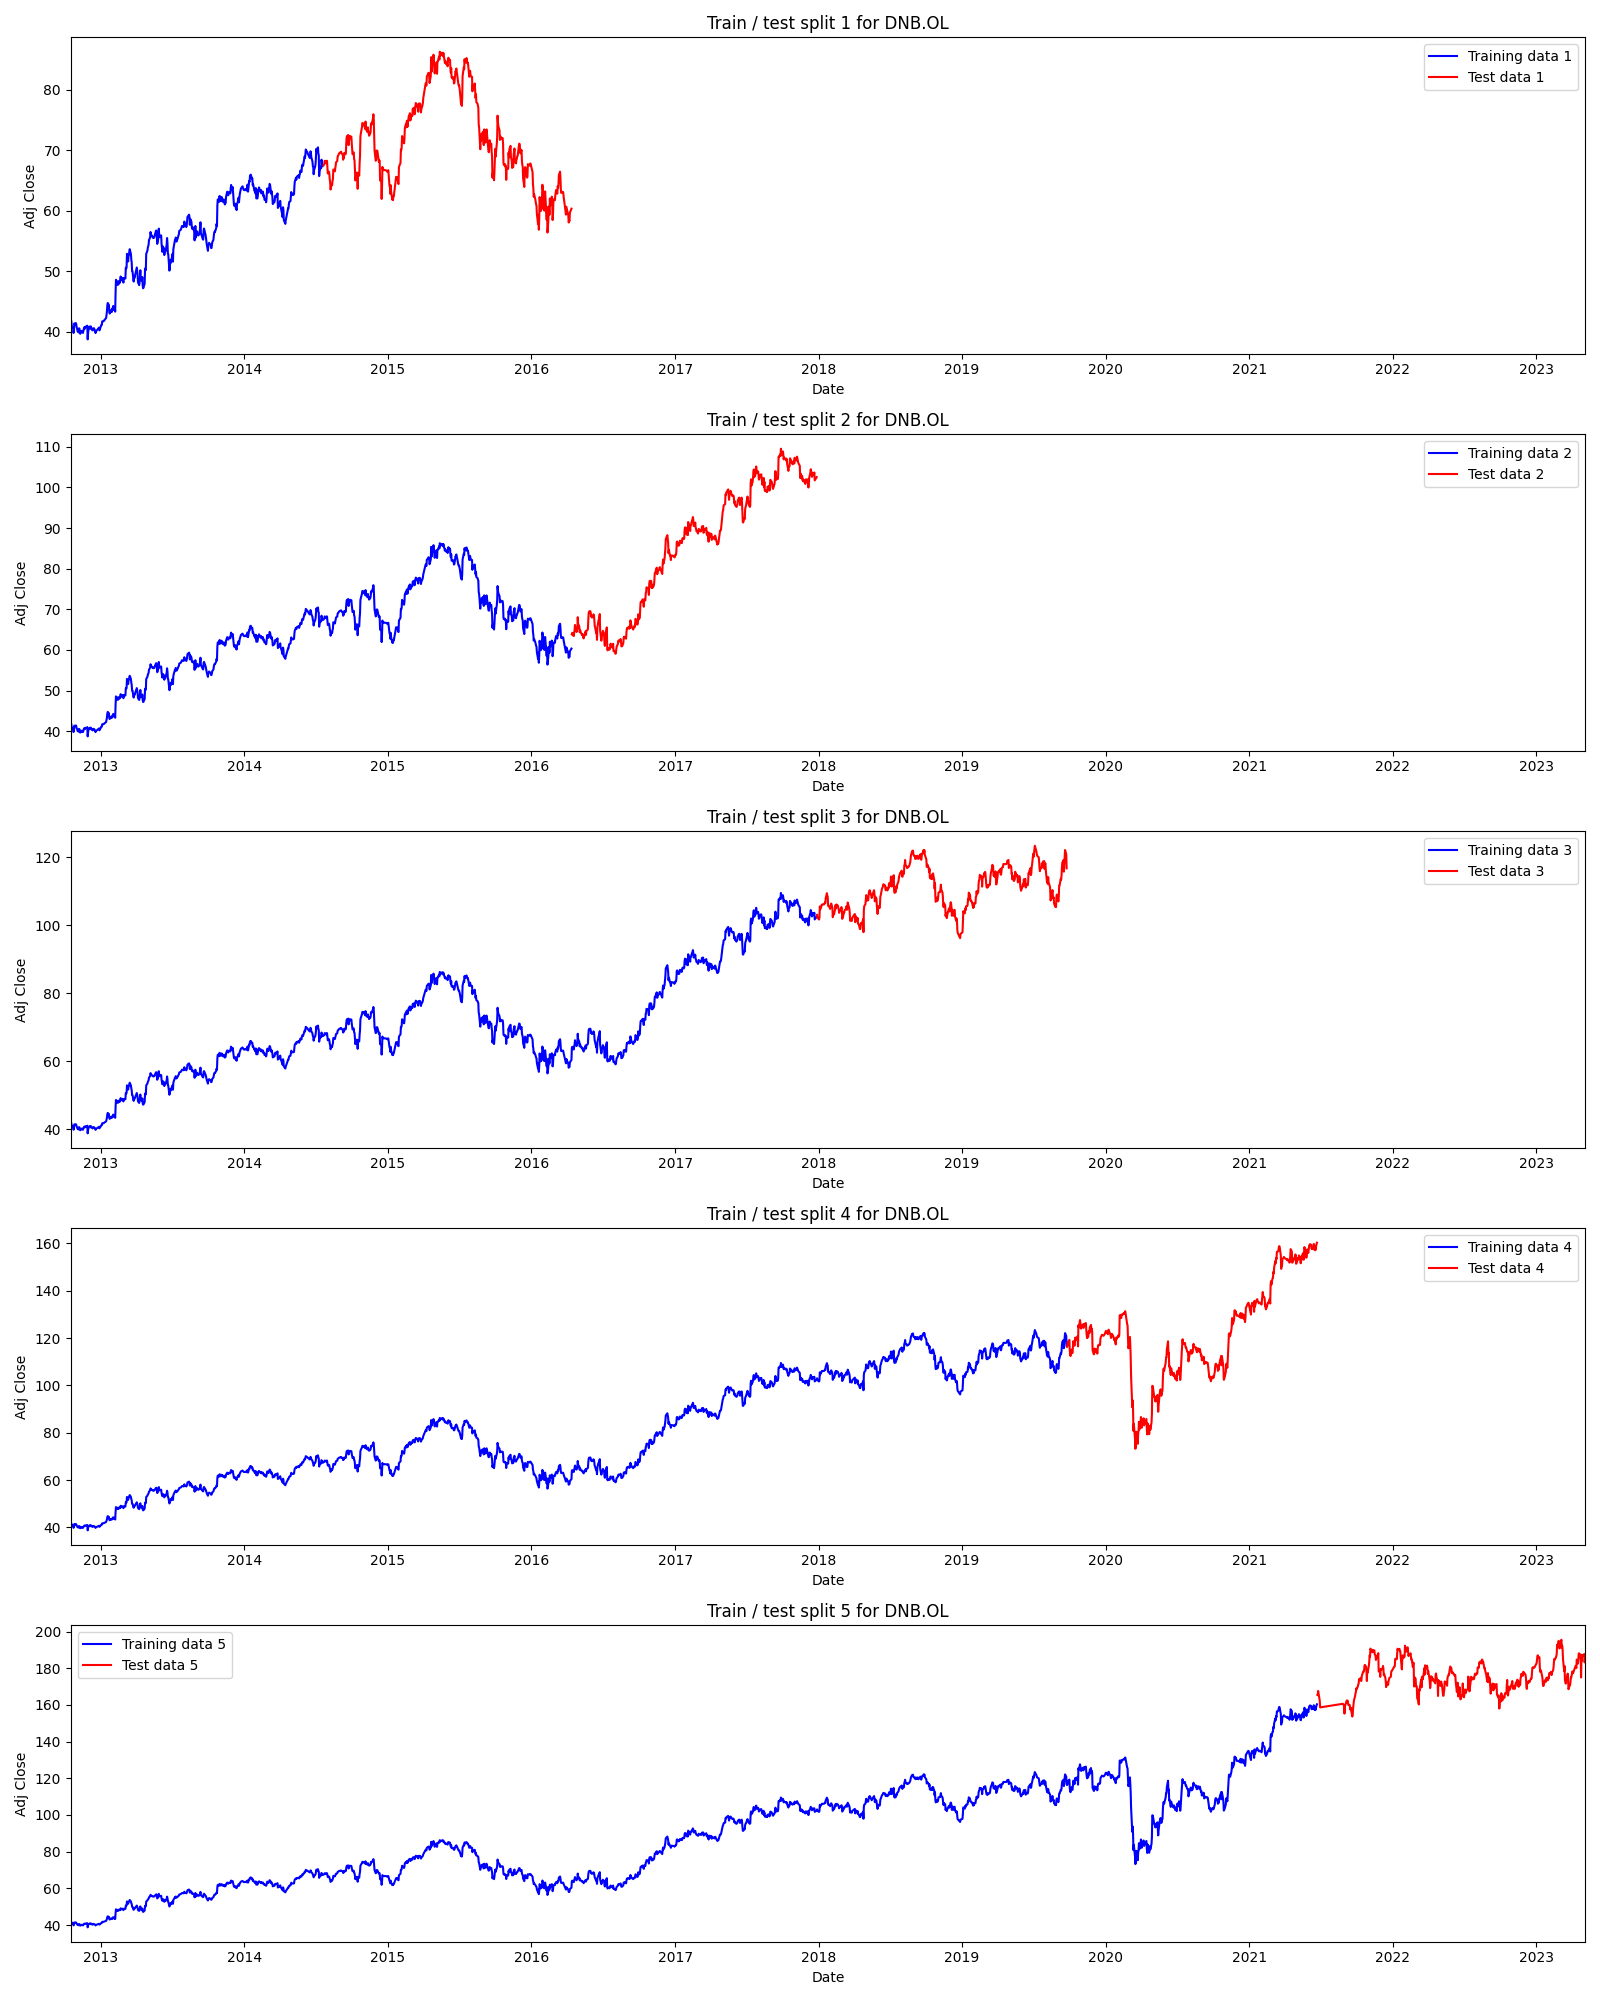 Train / test split 1 for DNB.OL
Training data 1
Test data 1
80
70
60
50
40
Adj Close
2013 2014 2015 2016 2017 2018 2019 2020 2021 2022 2023
Date
Train / test split 2 for DNB.OL
Training data 2
Test data 2
110
100
90
80
70
60
50
40
Adj Close
2013 2014 2015 2016 2017 2018 2019 2020 2021 2022 2023
Date
Train / test split 3 for DNB.OL
Training data 3
Test data 3
120
100
80
60
40
Adj Close
2013 2014 2015 2016 2017 2018 2019 2020 2021 2022 2023
Date
Train / test split 4 for DNB.OL
Training data 4
Test data 4
160
140
120
100
80
60
40
Adj Close
2013 2014 2015 2016 2017 2018 2019 2020 2021 2022 2023
Date
Train / test split 5 for DNB.OL
Training data 5
Test data 5
200
180
160
140
120
100
80
60
40
Adj Close
2013 2014 2015 2016 2017 2018 2019 2020 2021 2022 2023
Date